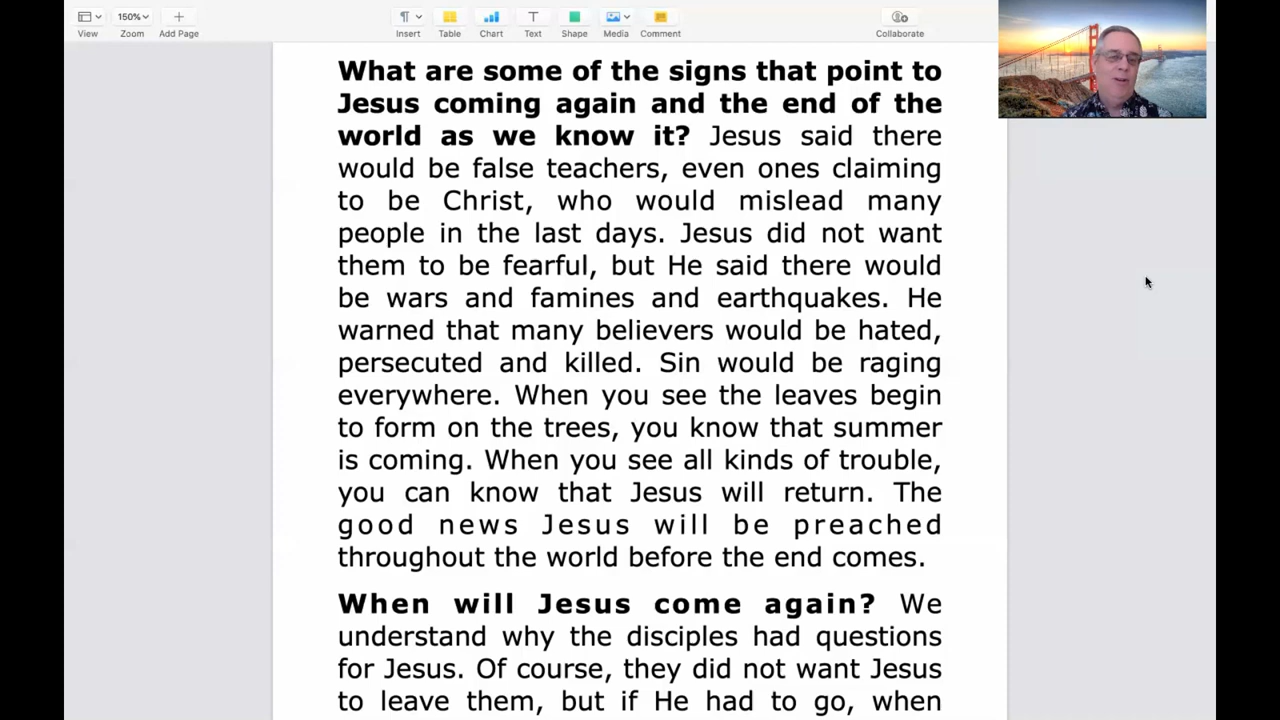 View
150%
Zoom
Add Page
Insert
Table
Chart
Text
Shape
Media
Comment
Collaborate
What are some of the signs that point to
Jesus coming again and the end of the
world as we know it? Jesus said there
would be false teachers, even ones claiming
to be Christ, who would mislead many
people in the last days. Jesus did not want
them to be fearful, but He said there would
be wars and famines and earthquakes. He
warned that many believers would be hated,
persecuted and killed. Sin would be raging
everywhere. When you see the leaves begin
to form on the trees, you know that summer
is coming. When you see all kinds of trouble,
you can know that Jesus will return. The
good news Jesus will be preached
throughout the world before the end comes.
When will Jesus come again? We
understand why the disciples had questions
for Jesus. Of course, they did not want Jesus
to leave them, but if He had to go, when